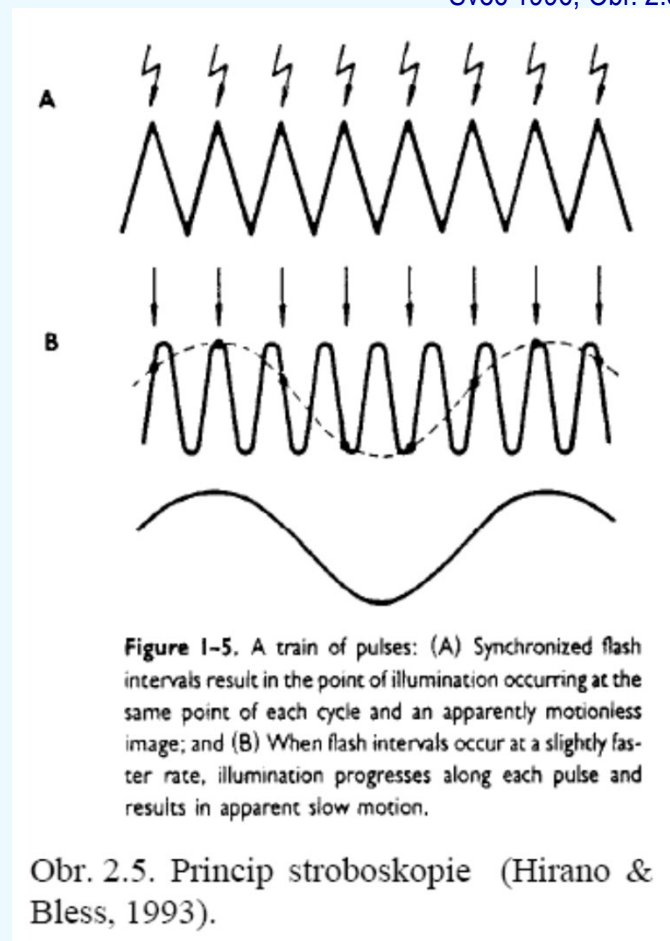 A
B
Figure 1–5. A train of pulses: (A) Synchronized flash
intervals result in the point of illumination occurring at the
same point of each cycle and an apparently motionless
image; and (B) When flash intervals occur at a slightly fas-
ter rate, illumination progresses along each pulse and
results in apparent slow motion.
Obr. 2.5. Princip stroboskopie (Hirano &
Bless, 1993).